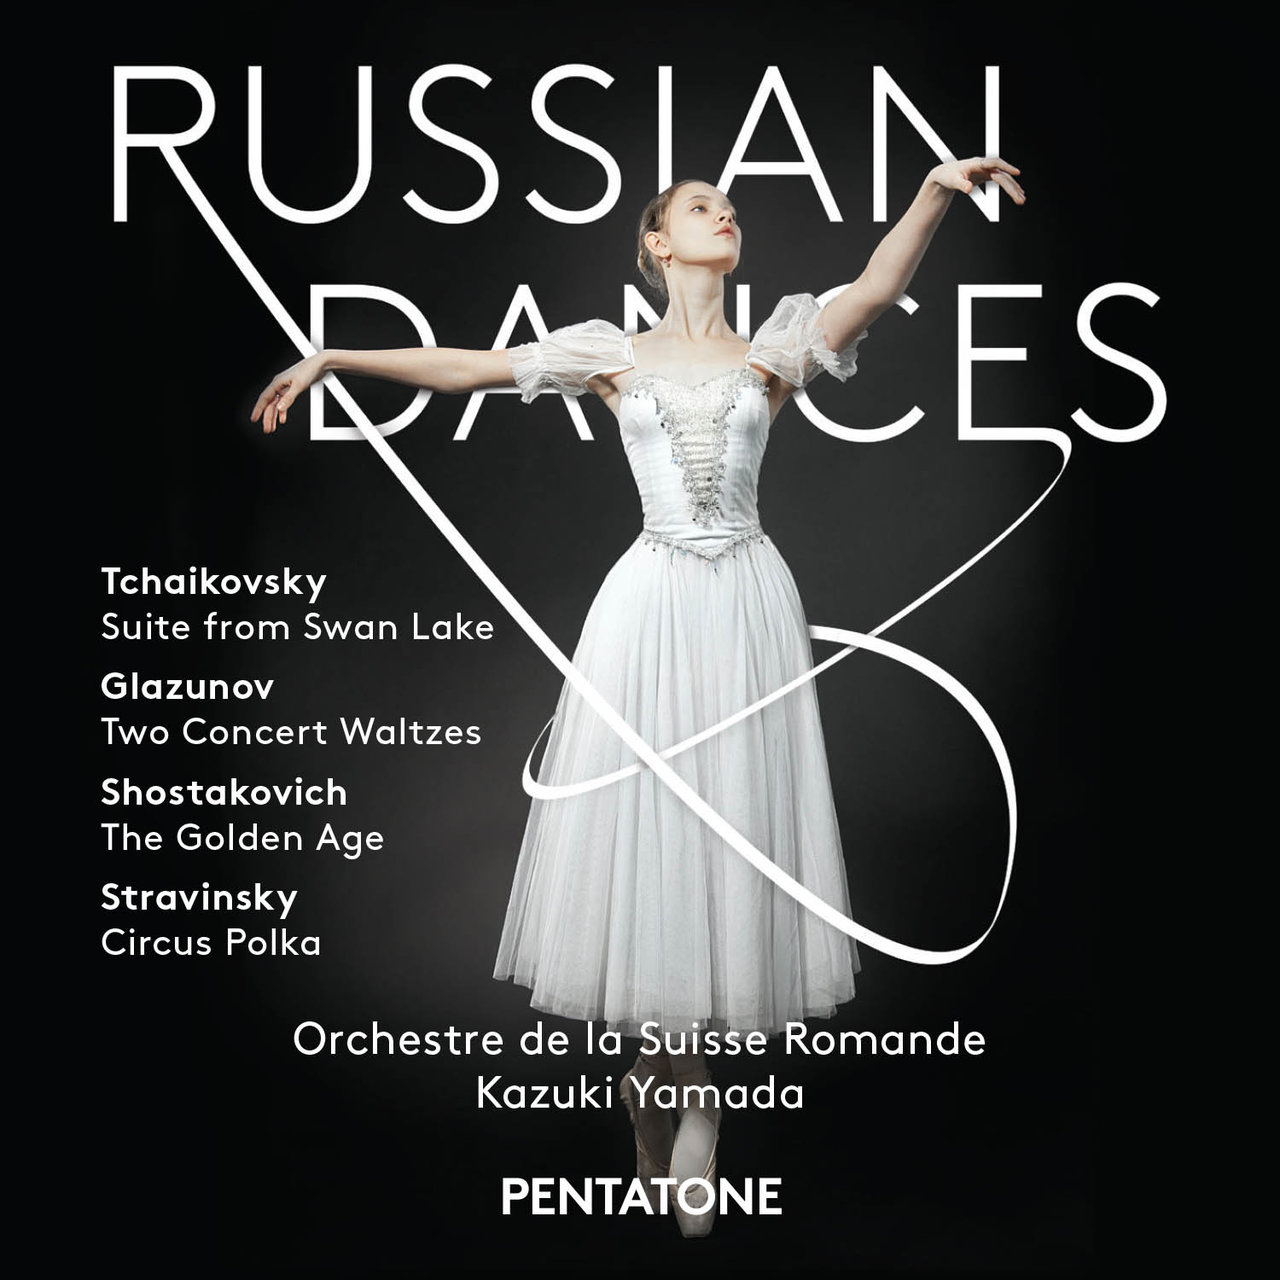 RUSSIAN
DANCES
Tchaikovsky
Suite from Swan Lake
Glazunov
Two Concert Waltzes
Shostakovich
The Golden Age
Stravinsky
Circus Polka
Orchestre de la Suisse Romande
Kazuki Yamada
PENTATONE